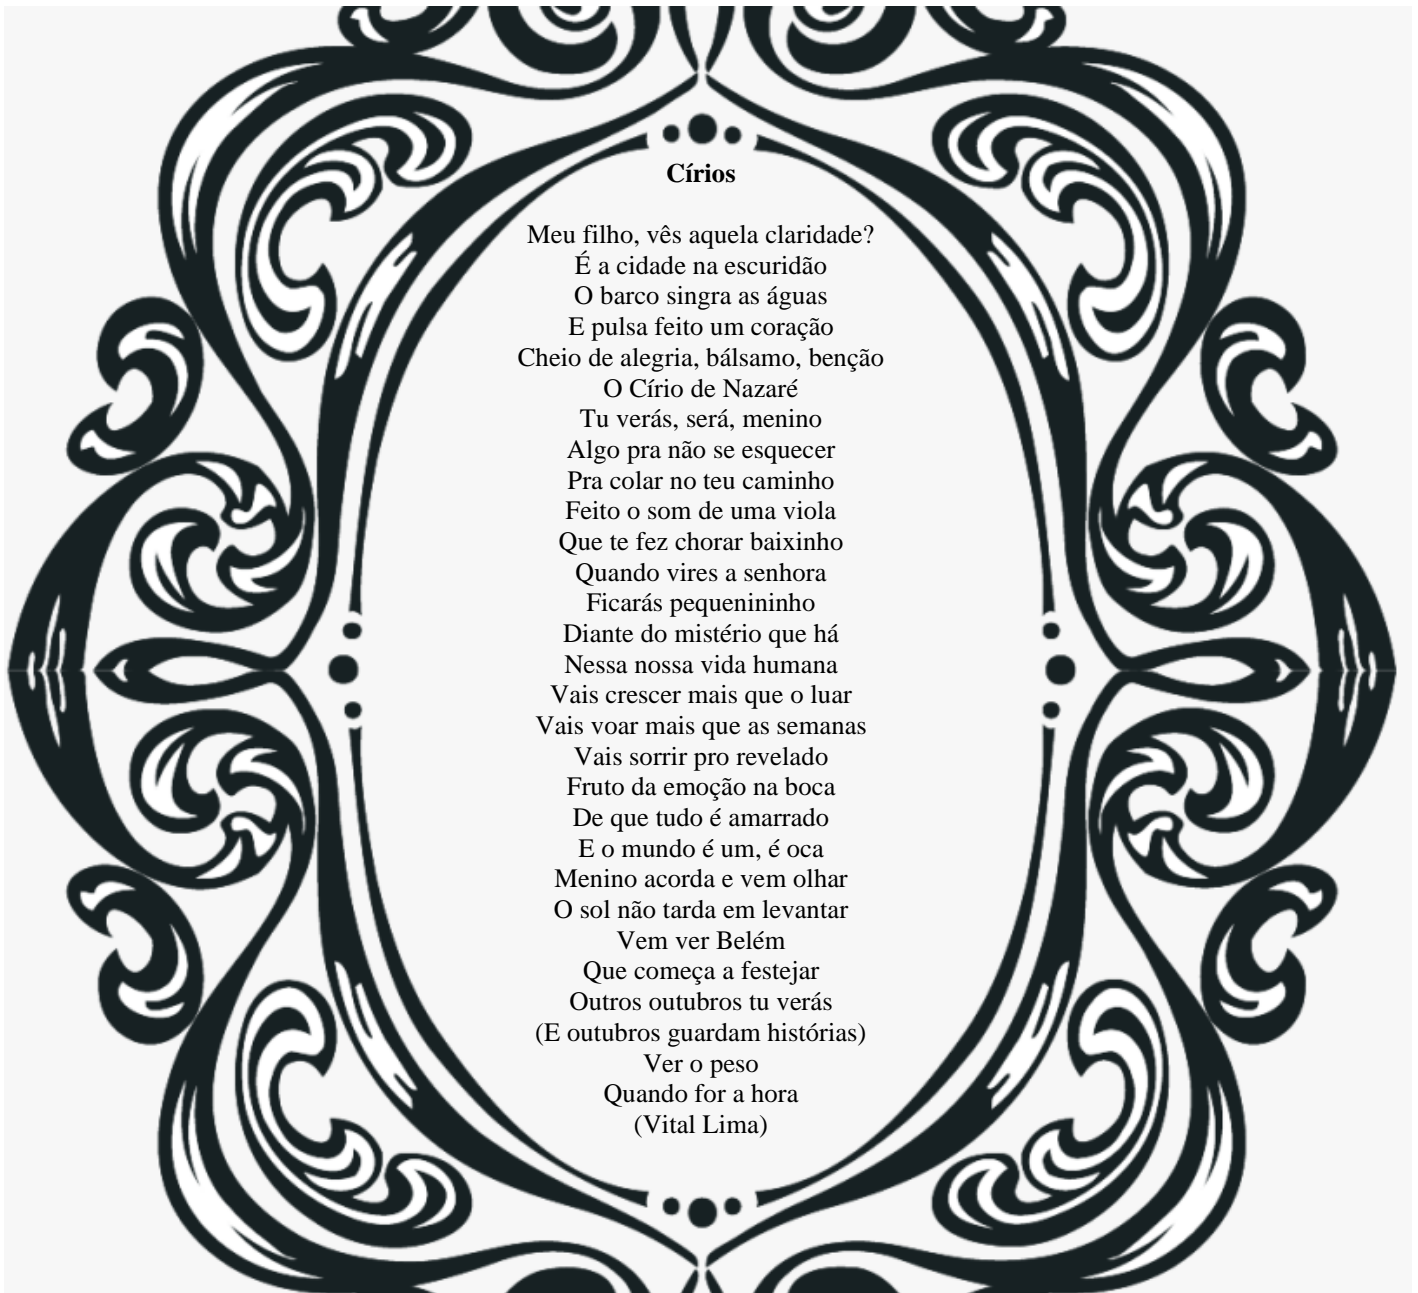 Círios
Meu filho, vês aquela claridade?
É a cidade na escuridão
O barco singra as águas
E pulsa feito um coração
Cheio de alegria, bálsamo, benção
O Círio de Nazaré
Tu verás, será, menino
Algo pra não se esquecer
Pra colar no teu caminho
Feito o som de uma viola
Que te fez chorar baixinho
Quando vires a senhora
Ficarás pequenininho
Diante do mistério que há
Nessa nossa vida humana
Vais crescer mais que o luar
Vais voar mais que as semanas
Vais sorrir pro revelado
Fruto da emoção na boca
De que tudo é amarrado
E o mundo é um, é oca
Menino acorda e vem olhar
O sol não tarda em levantar
Vem ver Belém
Que começa a festejar
Outros outubros tu verás
(E outubros guardam histórias)
Ver o peso
Quando for a hora
(Vital Lima)